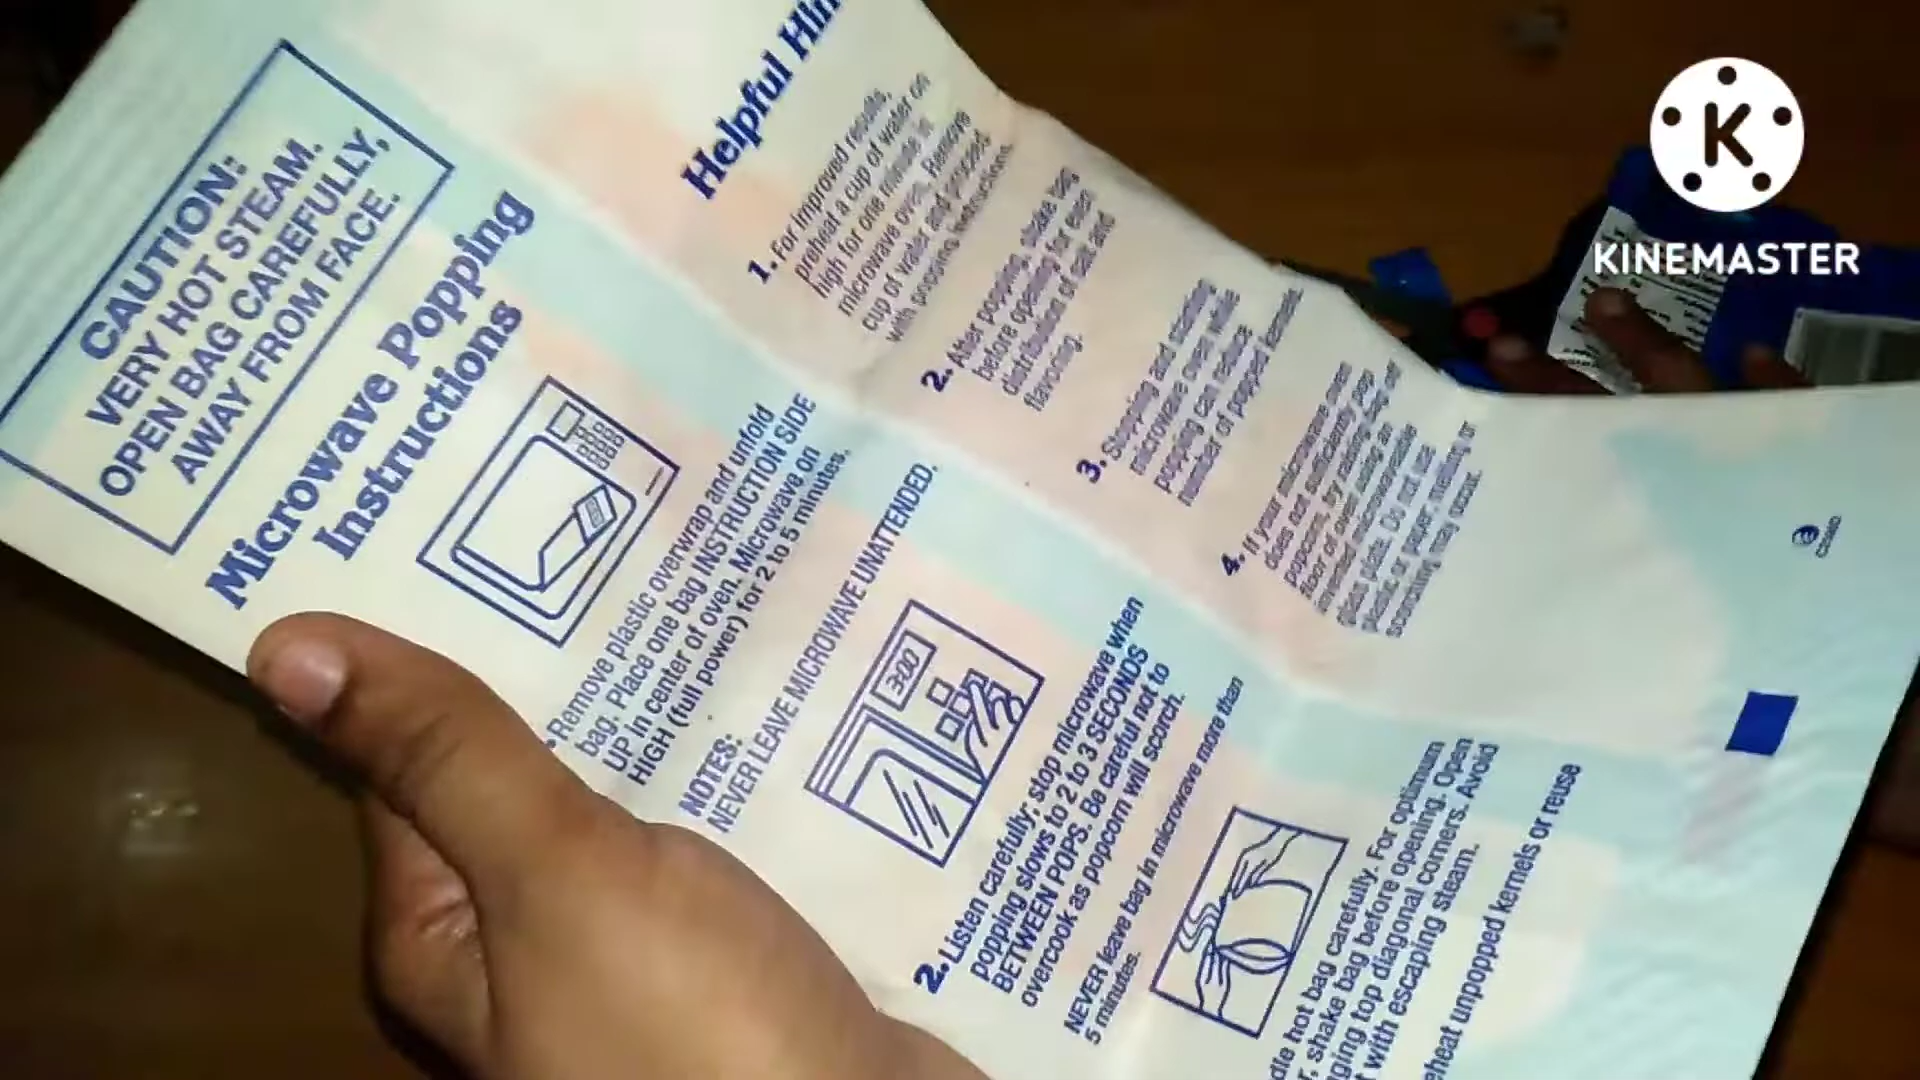 CAUTION:
VERY HOT STEAM.
OPEN BAG CAREFULLY,
AWAY FROM FACE.
Microwave Popping
Instructions
Remove plastic overwrap and unfold
bag. Place one bag INSTRUCTION SIDE
UP in center of oven. Microwave on
HIGH (full power) for 2 to 5 minutes.
NOTES:
NEVER LEAVE MICROWAVE UNATTENDED.
3:00
2. Listen carefully; stop microwave when
popping slows to 2 to 3 SECONDS
BETWEEN POPS. Be careful not to
overcook as popcorn will scorch.
NEVER leave bag in microwave more than
5 minutes.
hot bag carefully. For optimum
shake bag before opening. Open
top diagonal corners. Avoid
with escaping steam.
unpopped kernels or reuse
Helpful
1. For improved results,
preheat a cup of water on
high for one minute in
microwave oven. Remove
cup of water and proceed
with popping instructions.
2. After popping, shake bag
before opening for even
distribution of salt and
flavoring.
3. Stopping and starting
microwave oven while
popping can reduce
number of popped kernels.
4. If your microwave oven
does not sufficiently pop
popcorn, try raising bag off
floor of oven using an
inverted microwavable
glass plate. Do not use
plastic or paper, melting or
scorching may occur.
K
KINEMASTER